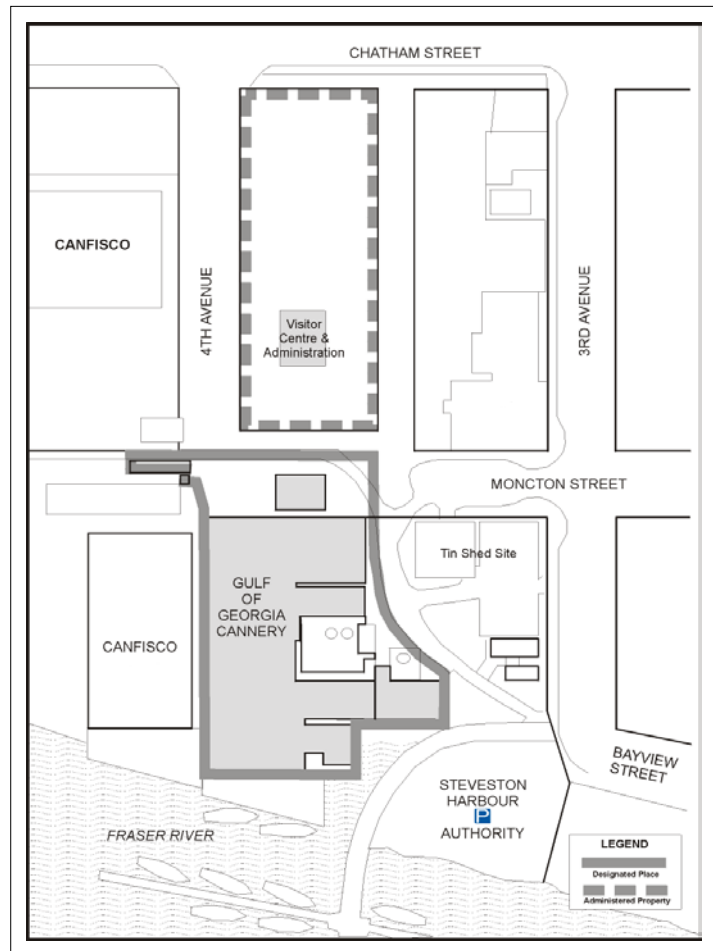 CHATHAM STREET
CANFISCO
4TH AVENUE
Visitor
Centre &
Administration
3RD AVENUE
MONCTON STREET
Tin Shed Site
GULF
OF
GEORGIA
CANNERY
CANFISCO
BAYVIEW
STREET
STEVESTON
HARBOUR
P
AUTHORITY
FRASER RIVER
LEGEND
Designated Place
Administered Property